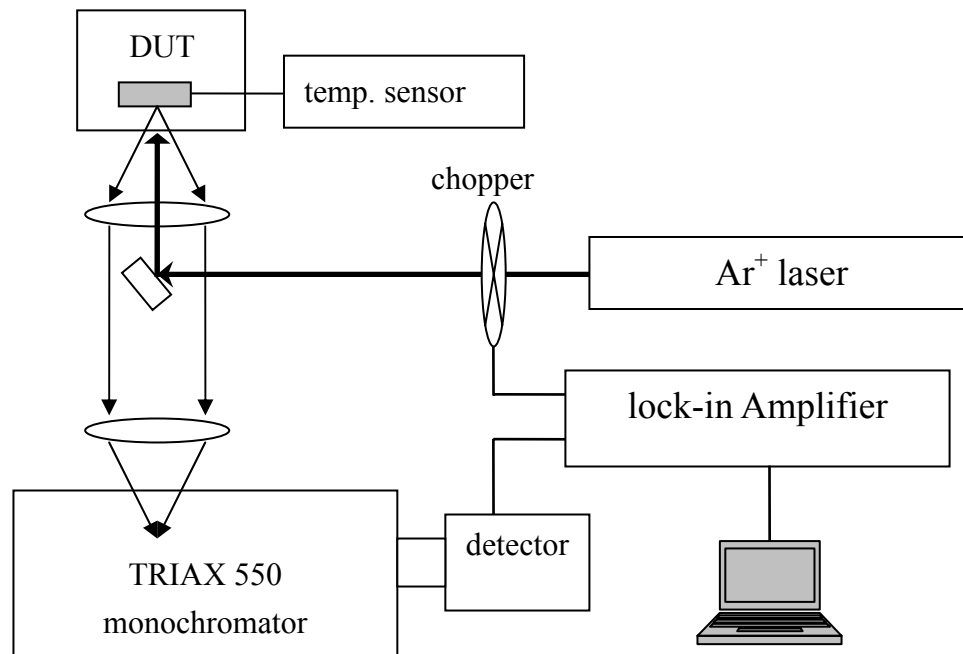 DUT
temp. sensor
chopper
Ar⁺ laser
lock-in Amplifier
detector
TRIAX 550
monochromator